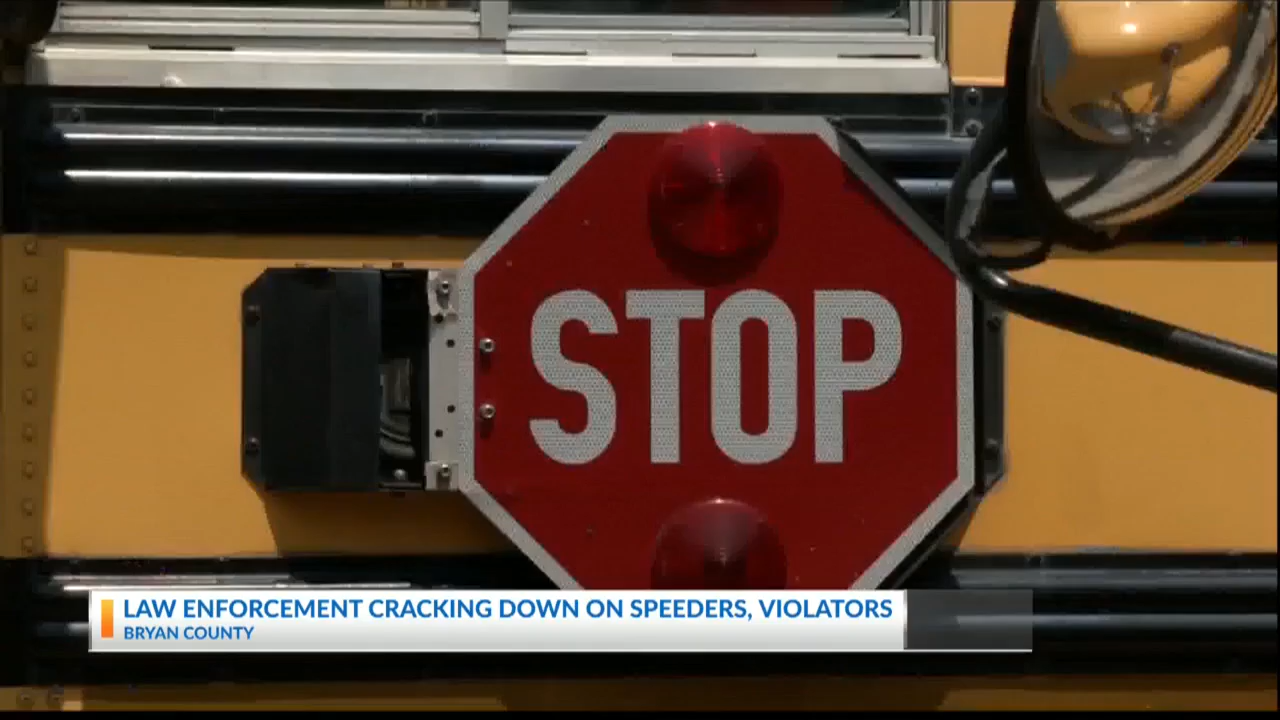 STOP
LAW ENFORCEMENT CRACKING DOWN ON SPEEDERS, VIOLATORS
BRYAN COUNTY